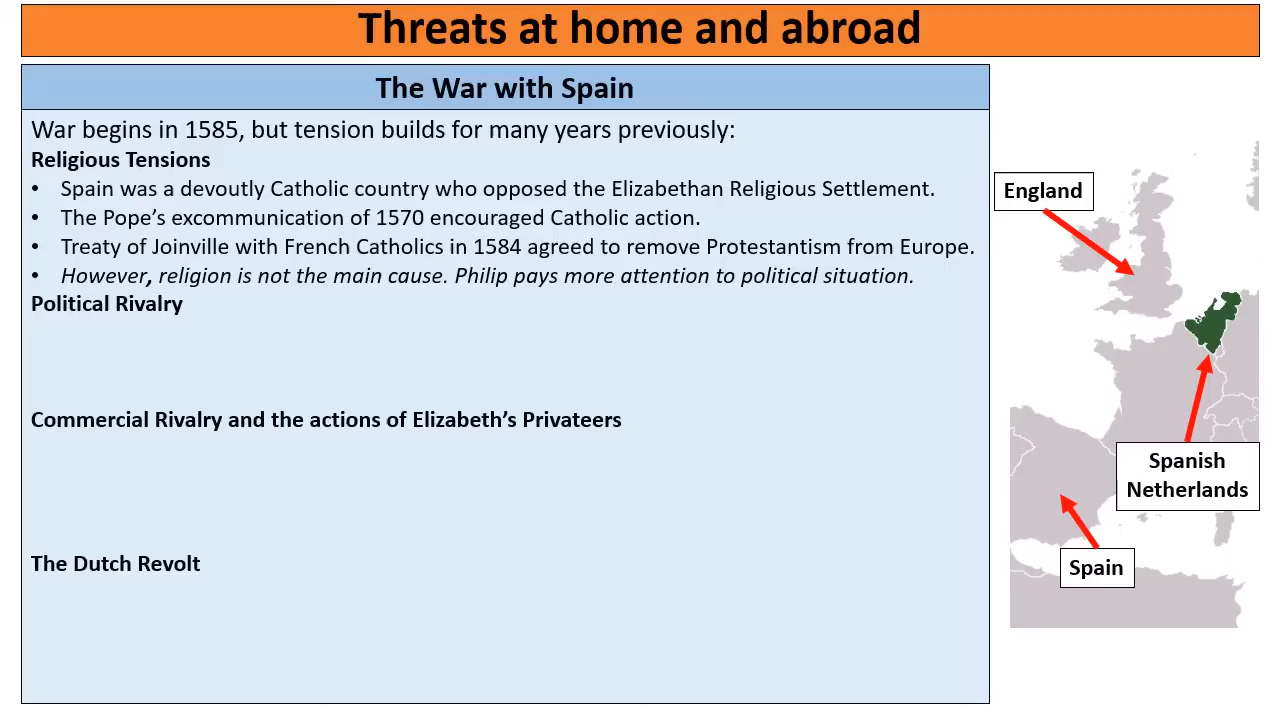 Threats at home and abroad
The War with Spain
War begins in 1585, but tension builds for many years previously:
Religious Tensions
• Spain was a devoutly Catholic country who opposed the Elizabethan Religious Settlement.
• The Pope's excommunication of 1570 encouraged Catholic action.
• Treaty of Joinville with French Catholics in 1584 agreed to remove Protestantism from Europe.
• However, religion is not the main cause. Philip pays more attention to political situation.
Political Rivalry
Commercial Rivalry and the actions of Elizabeth's Privateers
The Dutch Revolt
England
Spanish
Netherlands
Spain